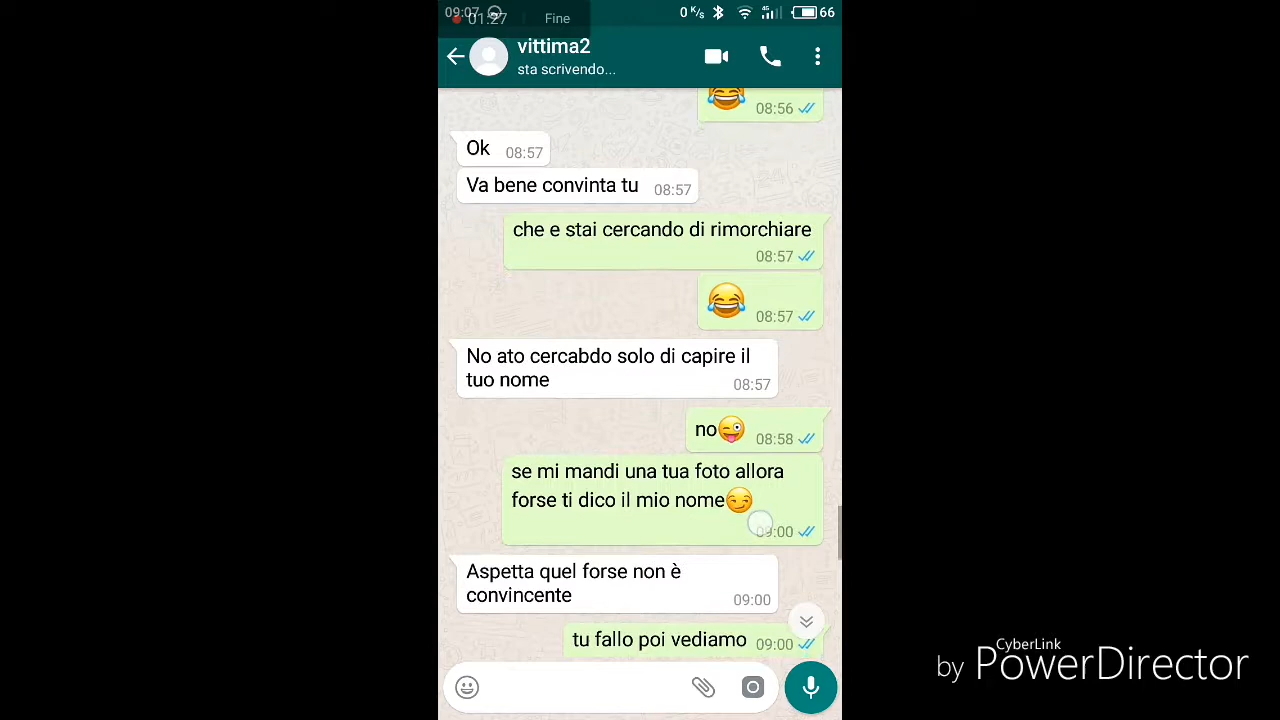 09:07
01:27
Fine
0 K/s
4G
66
vittima2
sta scrivendo...
😂 08:56
Ok 08:57
Va bene convinta tu 08:57
che e stai cercando di rimorchiare
08:57
😂 08:57
No ato cercabdo solo di capire il
tuo nome 08:57
no😜 08:58
se mi mandi una tua foto allora
forse ti dico il mio nome😏
09:00
Aspetta quel forse non è
convincente 09:00
tu fallo poi vediamo 09:00
CyberLink
by PowerDirector